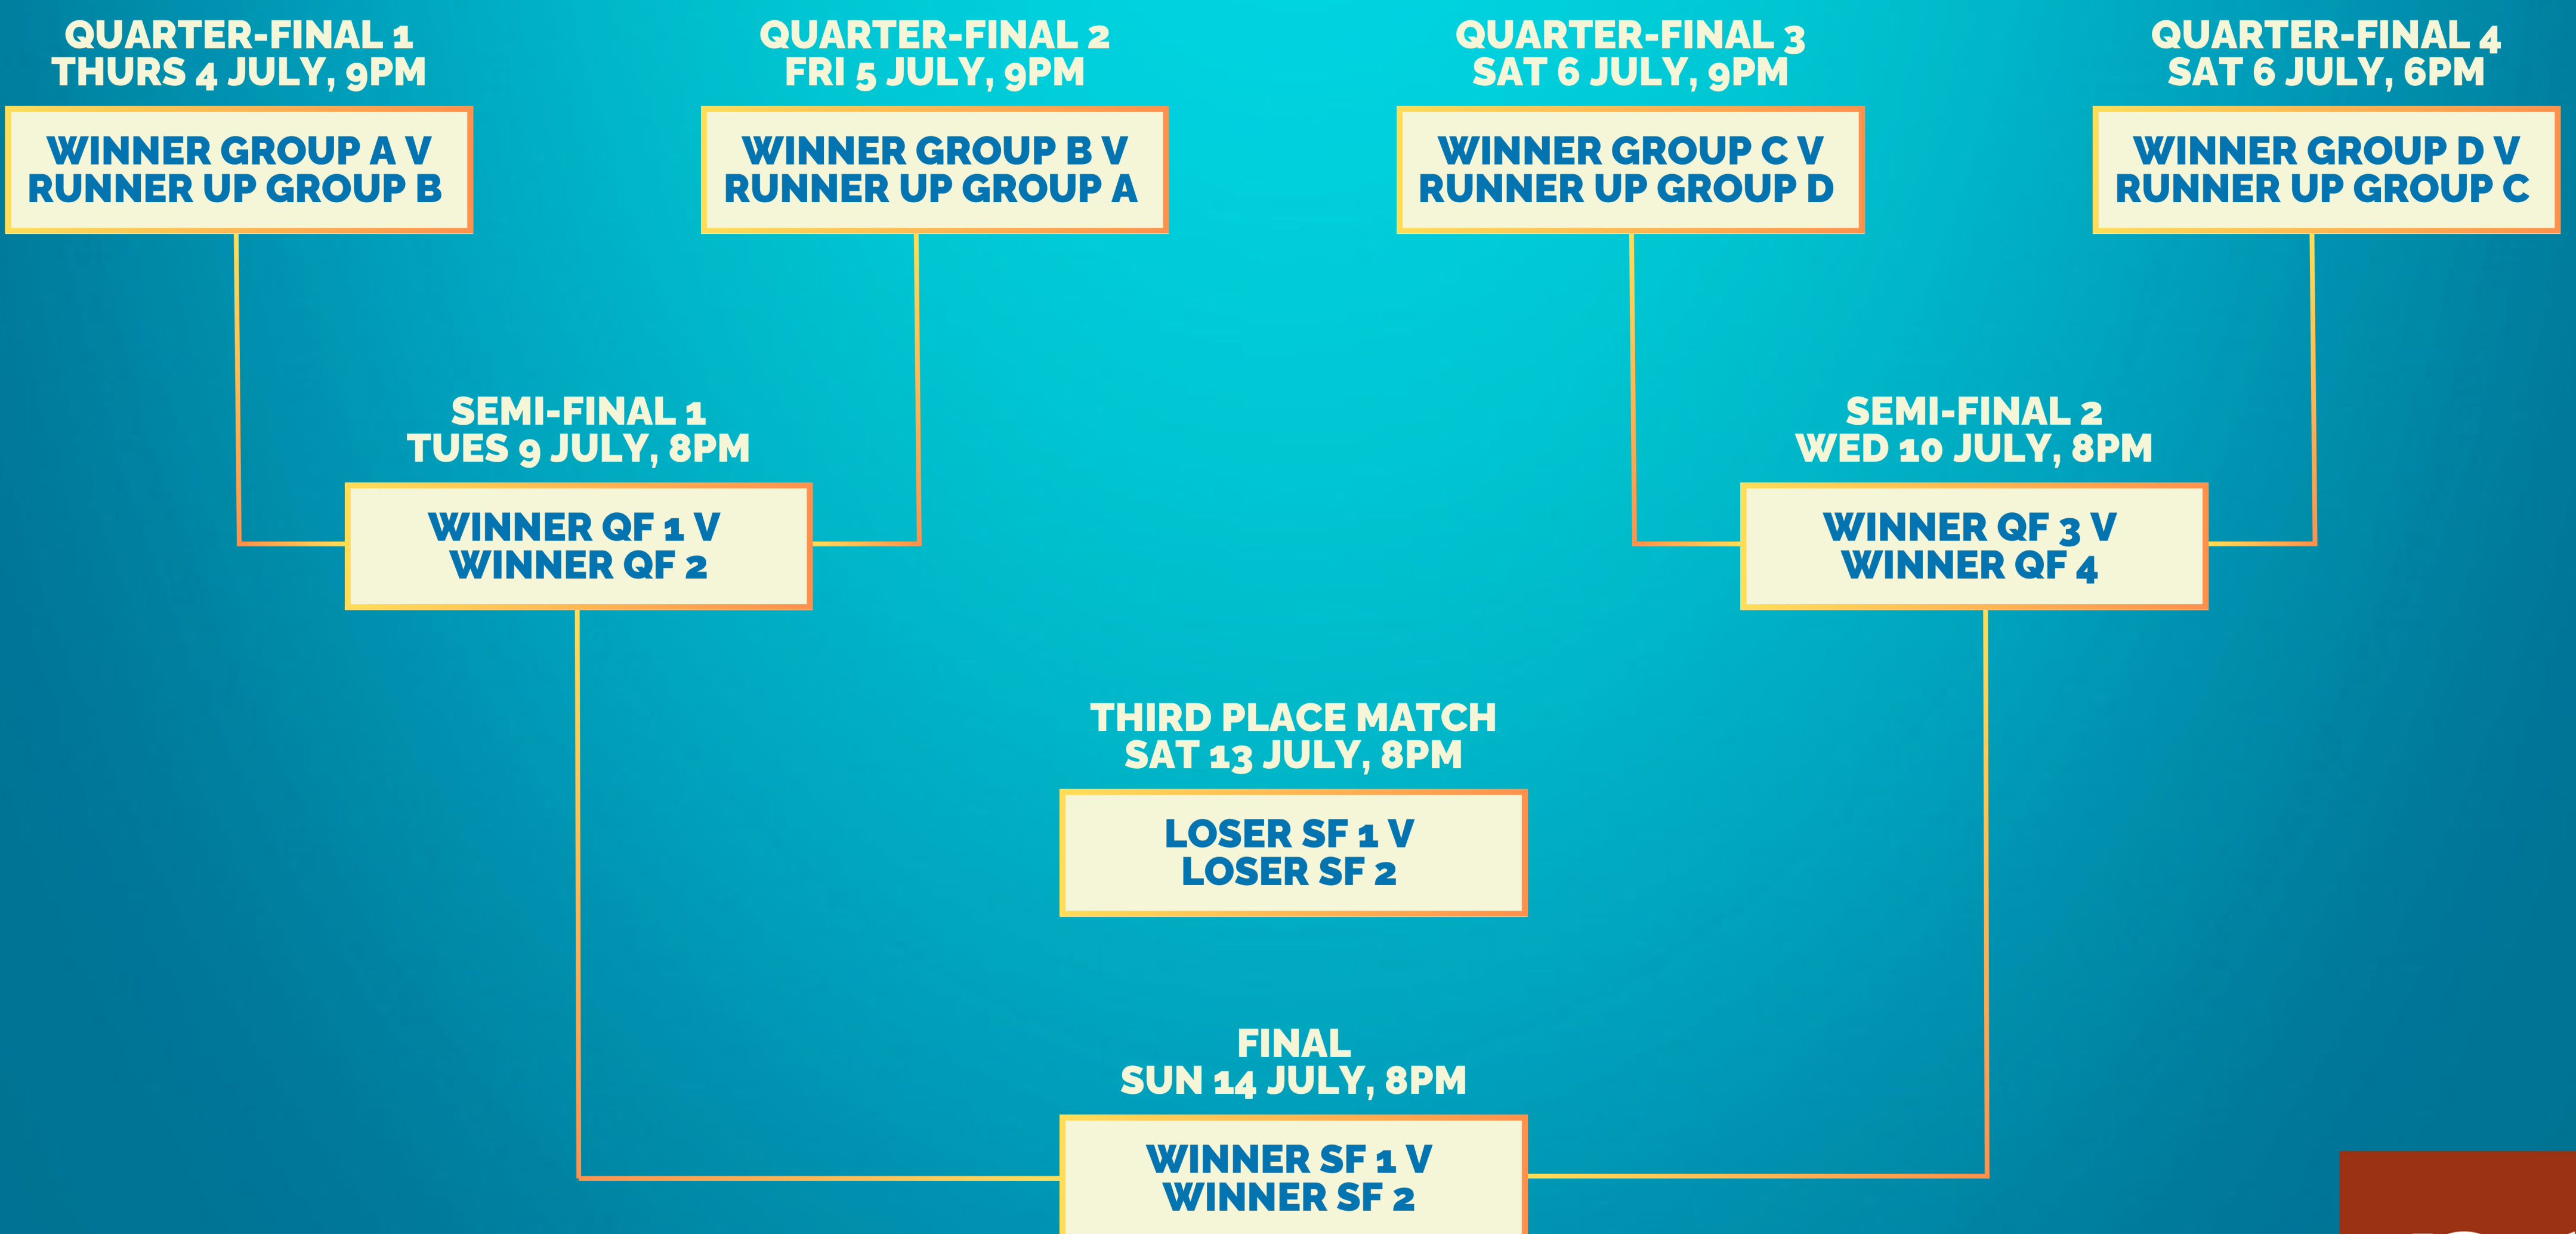 QUARTER-FINAL 1
THURS 4 JULY, 9PM
WINNER GROUP A V
RUNNER UP GROUP B
QUARTER-FINAL 2
FRI 5 JULY, 9PM
WINNER GROUP B V
RUNNER UP GROUP A
QUARTER-FINAL 3
SAT 6 JULY, 9PM
WINNER GROUP C V
RUNNER UP GROUP D
QUARTER-FINAL 4
SAT 6 JULY, 6PM
WINNER GROUP D V
RUNNER UP GROUP C
SEMI-FINAL 1
TUES 9 JULY, 8PM
WINNER QF 1 V
WINNER QF 2
SEMI-FINAL 2
WED 10 JULY, 8PM
WINNER QF 3 V
WINNER QF 4
THIRD PLACE MATCH
SAT 13 JULY, 8PM
LOSER SF 1 V
LOSER SF 2
FINAL
SUN 14 JULY, 8PM
WINNER SF 1 V
WINNER SF 2